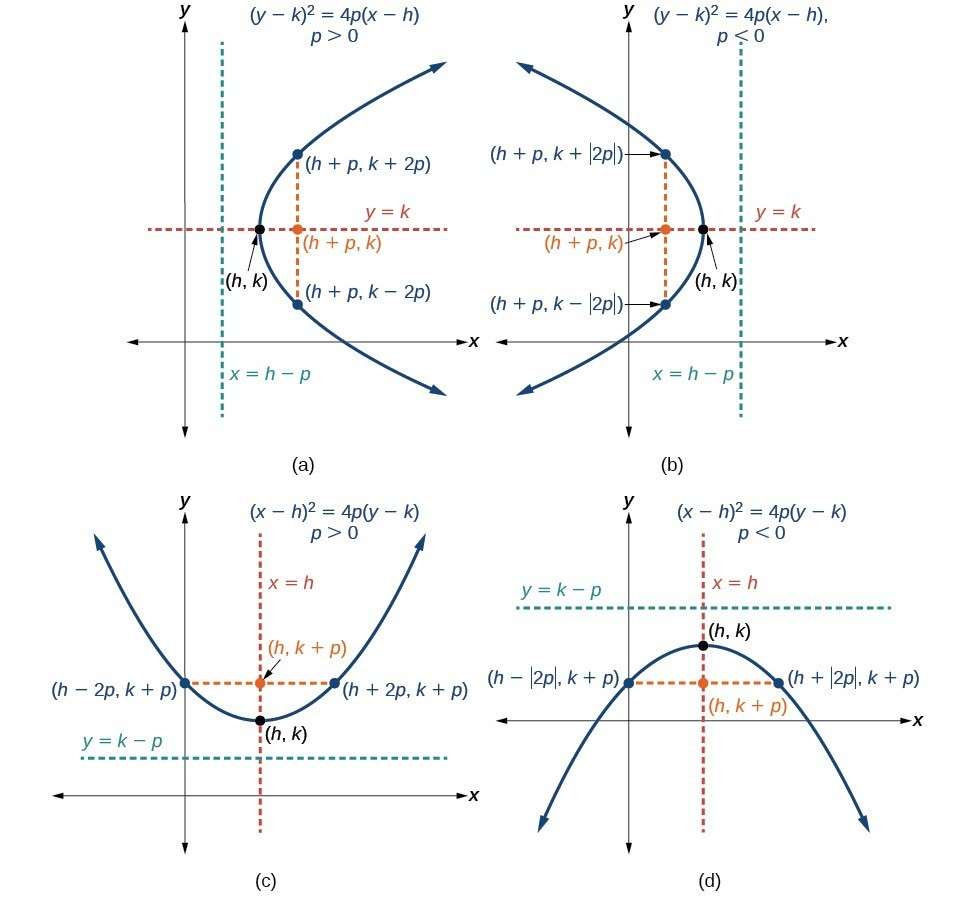 y
(y − k)² = 4p(x − h)
p > 0
(h + p, k + 2p)
y = k
(h + p, k)
(h, k)
(h + p, k − 2p)
x
x = h − p
(a)
y
(y − k)² = 4p(x − h),
p < 0
(h + p, k + |2p|)
y = k
(h + p, k)
(h, k)
(h + p, k − |2p|)
x
x = h − p
(b)
y
(x − h)² = 4p(y − k)
p > 0
x = h
(h, k + p)
(h − 2p, k + p)
(h + 2p, k + p)
(h, k)
y = k − p
x
(c)
y
(x − h)² = 4p(y − k)
p < 0
x = h
y = k − p
(h, k)
(h − |2p|, k + p)
(h + |2p|, k + p)
(h, k + p)
x
(d)